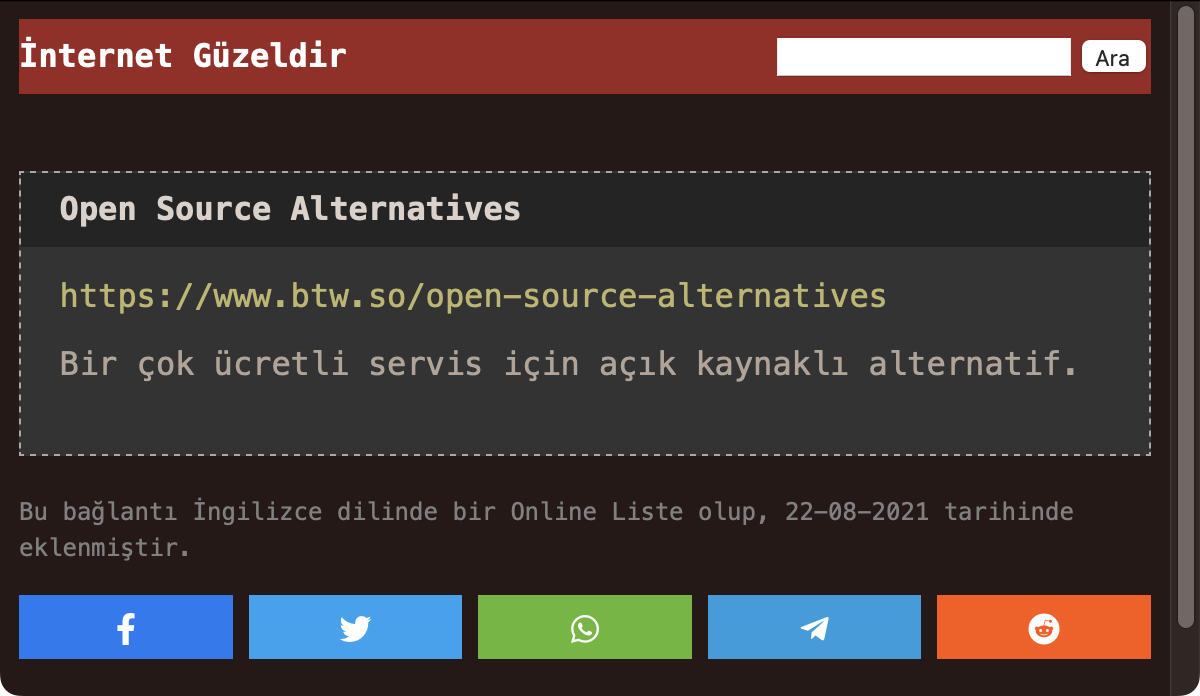 İnternet Güzeldir
Ara
Open Source Alternatives
https://www.btw.so/open-source-alternatives
Bir çok ücretli servis için açık kaynaklı alternatif.
Bu bağlantı İngilizce dilinde bir Online Liste olup, 22-08-2021 tarihinde
eklenmiştir.